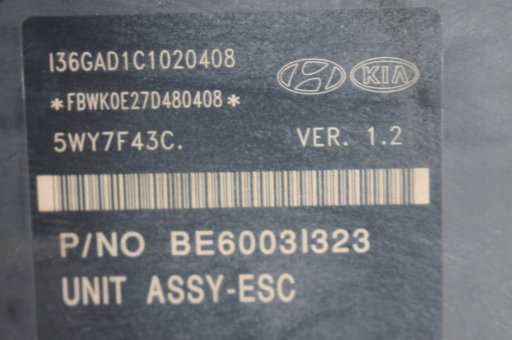 I36GAD1C1020408
*FBWK0E27D480408*
KIA
5WY7F43C. VER. 1.2
P/NO BE6003I323
UNIT ASSY-ESC